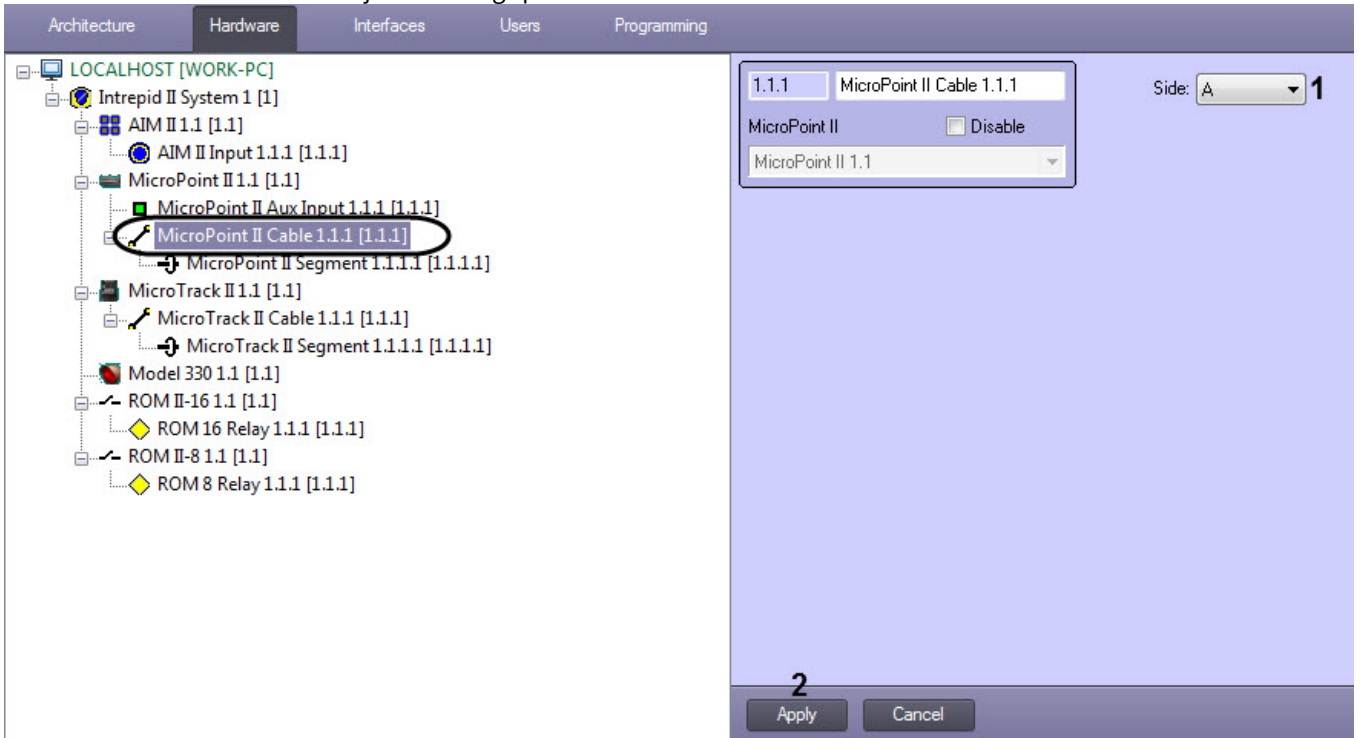 Architecture Hardware Interfaces Users Programming
LOCALHOST [WORK-PC]
Intrepid II System 1 [1]
AIM II 1.1 [1.1]
AIM II Input 1.1.1 [1.1.1]
MicroPoint II 1.1 [1.1]
MicroPoint II Aux Input 1.1.1 [1.1.1]
MicroPoint II Cable 1.1.1 [1.1.1]
MicroPoint II Segment 1.1.1.1 [1.1.1.1]
MicroTrack II 1.1 [1.1]
MicroTrack II Cable 1.1.1 [1.1.1]
MicroTrack II Segment 1.1.1.1 [1.1.1.1]
Model 330 1.1 [1.1]
ROM II-16 1.1 [1.1]
ROM 16 Relay 1.1.1 [1.1.1]
ROM II-8 1.1 [1.1]
ROM 8 Relay 1.1.1 [1.1.1]
1.1.1 MicroPoint II Cable 1.1.1
MicroPoint II Disable
MicroPoint II 1.1
Side: A 1
2
Apply Cancel